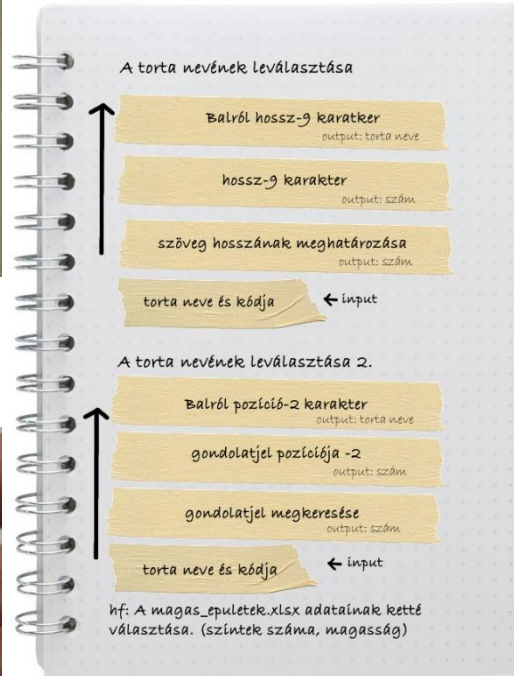 A torta nevének leválasztása
Balról hossz-9 karatker
output: torta neve
hossz-9 karakter
output: szám
szöveg hosszának meghatározása
output: szám
torta neve és kódja ← input
A torta nevének leválasztása 2.
Balról pozíció-2 karakter
output: torta neve
gondolatjel pozíciója -2
output: szám
gondolatjel megkeresése
output: szám
torta neve és kódja ← input
hf: A magas_epuletek.xlsx adatainak ketté
választása. (szintek száma, magasság)